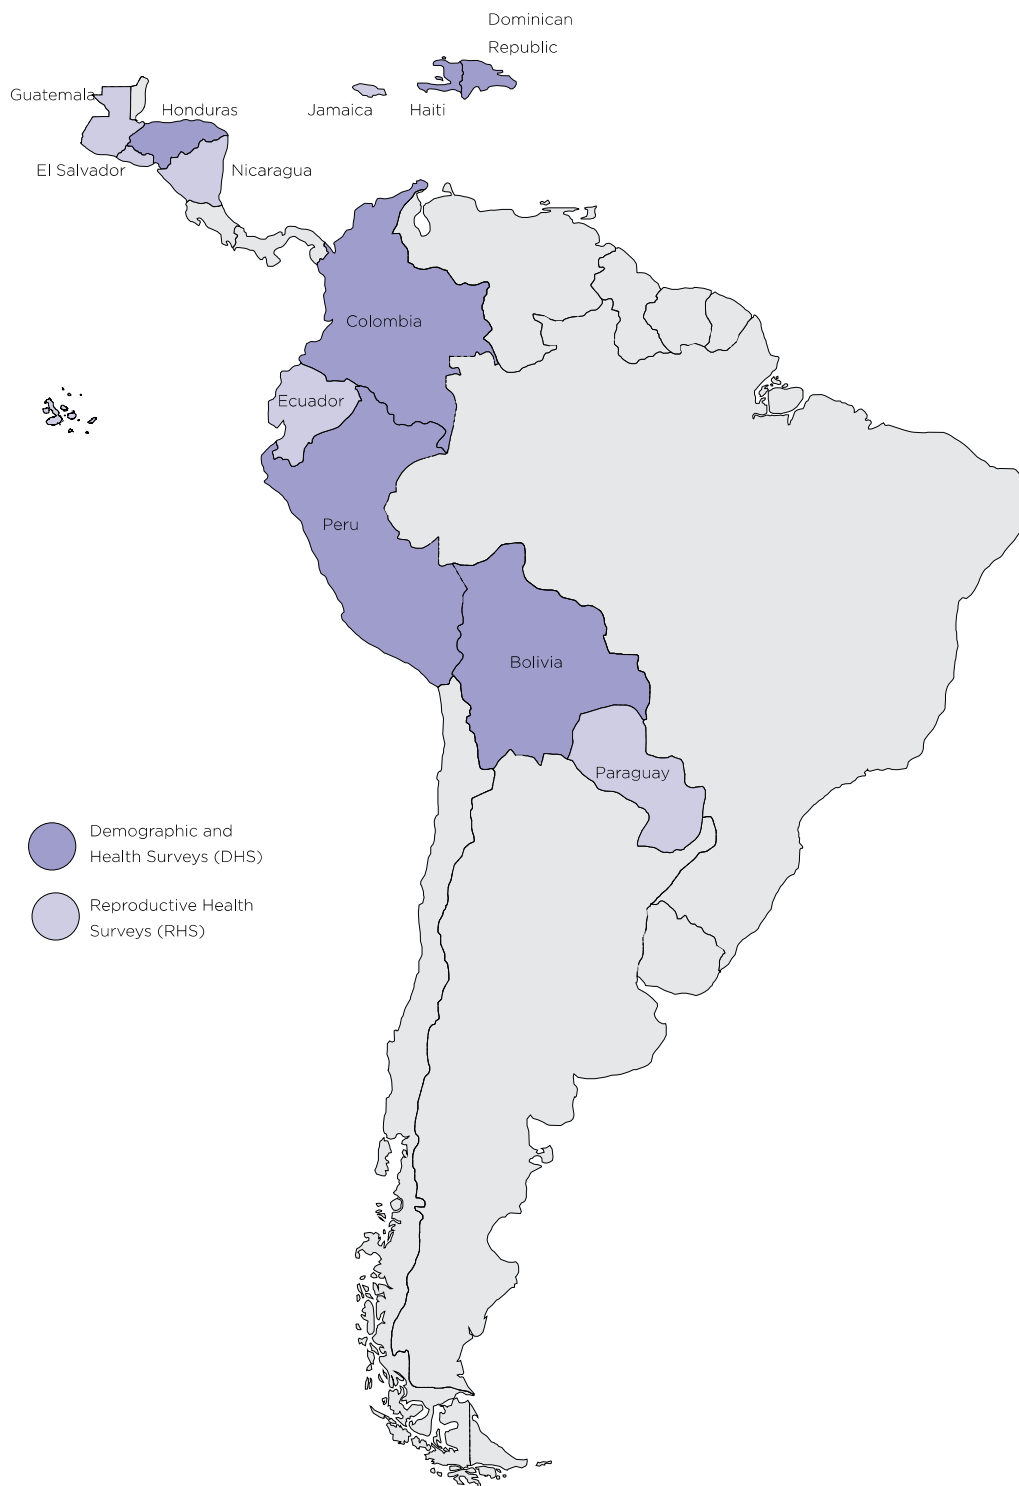 Dominican
Republic
Guatemala
Honduras
Jamaica
Haiti
El Salvador
Nicaragua
Colombia
Ecuador
Peru
Bolivia
Paraguay
Demographic and
Health Surveys (DHS)
Reproductive Health
Surveys (RHS)